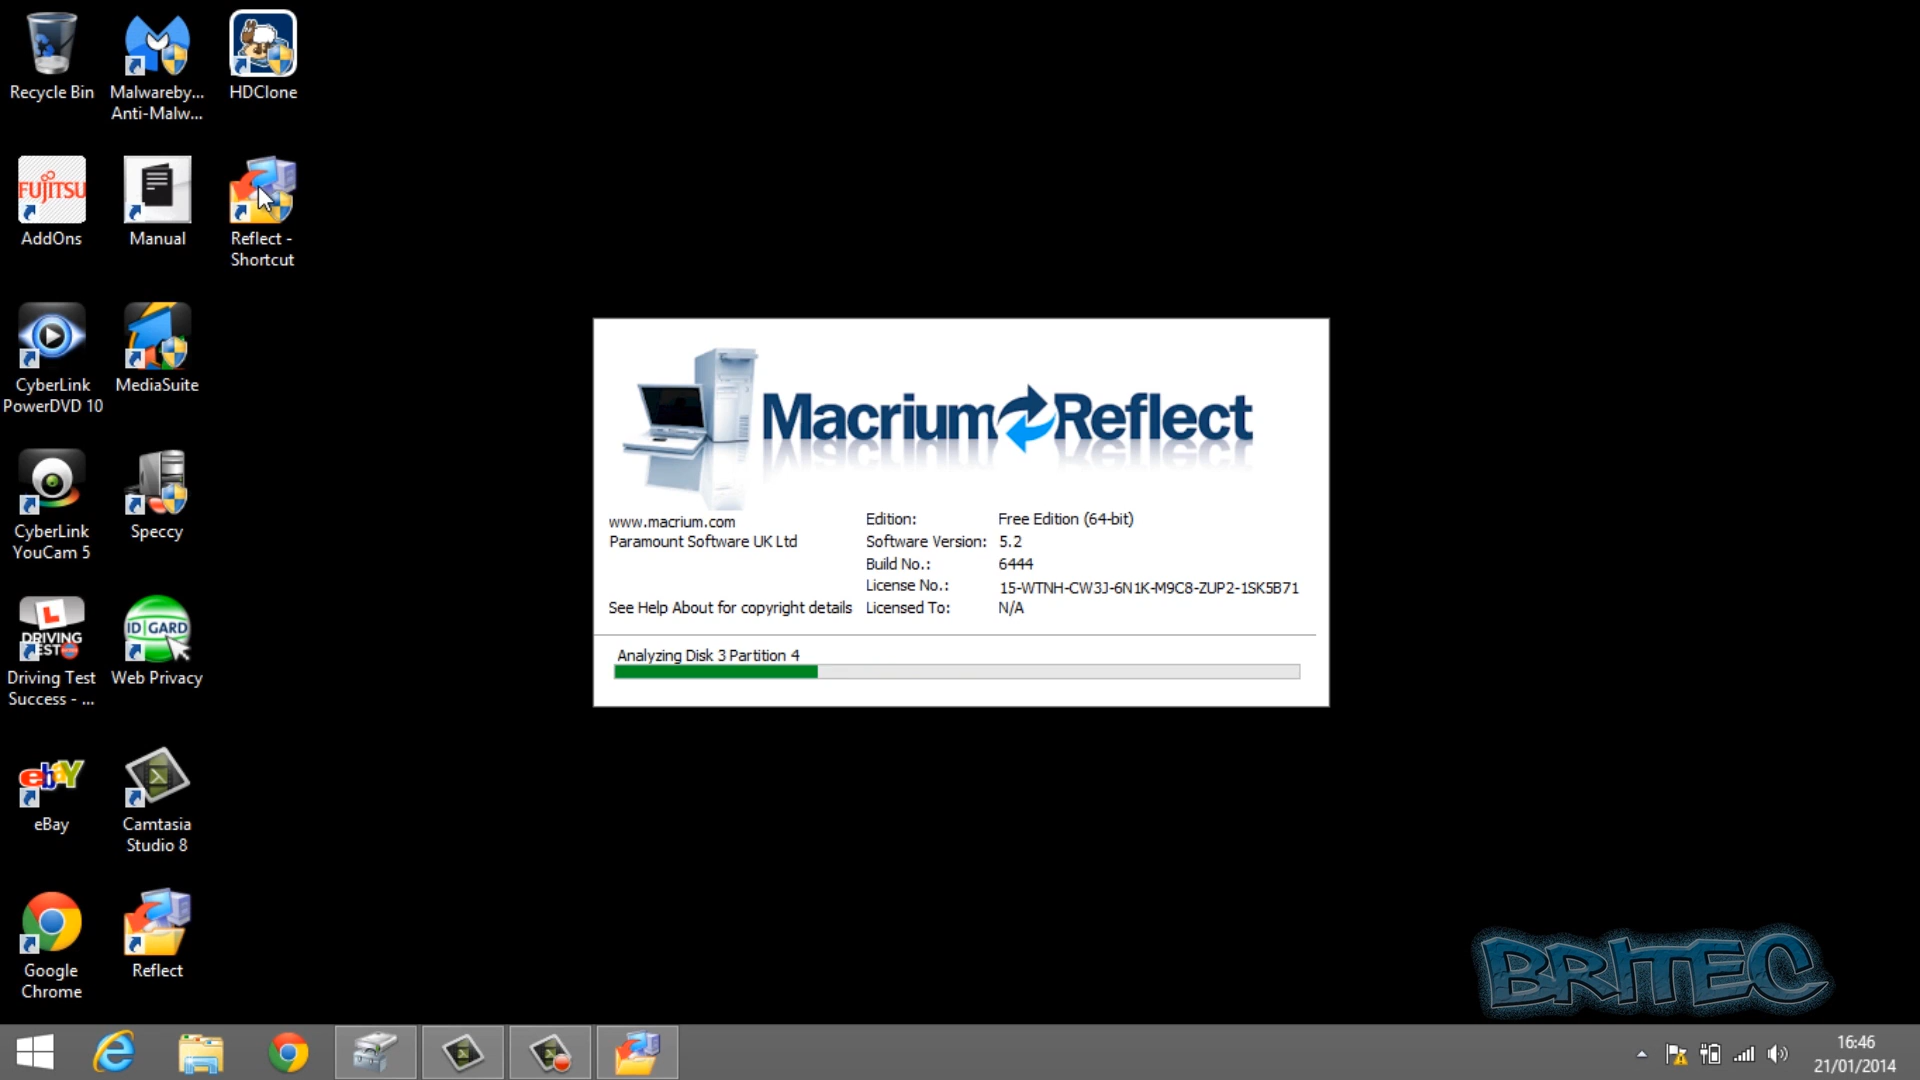 Recycle Bin
Malwareby...
Anti-Malw...
HDClone
FUJITSU
AddOns
Manual
Reflect -
Shortcut
CyberLink
PowerDVD 10
MediaSuite
CyberLink
YouCam 5
Speccy
L
DRIVING
TEST
Driving Test
Success - ...
ID|GARD
Web Privacy
ebaY
eBay
Camtasia
Studio 8
Google
Chrome
Reflect
Macrium Reflect
www.macrium.com
Paramount Software UK Ltd
See Help About for copyright details
Edition: Free Edition (64-bit)
Software Version: 5.2
Build No.: 6444
License No.: 15-WTNH-CW3J-6N1K-M9C8-ZUP2-1SK5B71
Licensed To: N/A
Analyzing Disk 3 Partition 4
BRITEC
16:46
21/01/2014